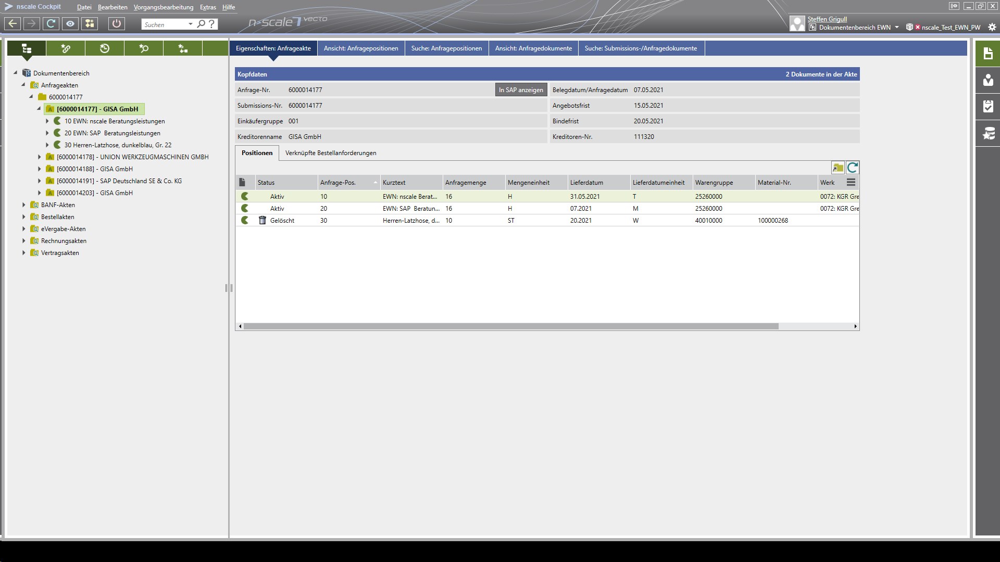 nscale Cockpit Datei Bearbeiten Vorgangsbearbeitung Extras Hilfe
Suchen
n-scale 7 vecto
Steffen Grigull
Dokumentenbereich EWN nscale_Test_EWN_PW
Dokumentenbereich
Anfrageakten
6000014177
[6000014177] - GISA GmbH
10 EWN: nscale Beratungsleistungen
20 EWN: SAP  Beratungsleistungen
30 Herren-Latzhose, dunkelblau, Gr. 22
[6000014178] - UNION WERKZEUGMASCHINEN GMBH
[6000014188] - GISA GmbH
[6000014191] - SAP Deutschland SE & Co. KG
[6000014203] - GISA GmbH
BANF-Akten
Bestellakten
eVergabe-Akten
Rechnungsakten
Vertragsakten
Eigenschaften: Anfrageakte Ansicht: Anfragepositionen Suche: Anfragepositionen Ansicht: Anfragedokumente Suche: Submissions-/Anfragedokumente
Kopfdaten 2 Dokumente in der Akte
Anfrage-Nr. 6000014177 In SAP anzeigen Belegdatum/Anfragedatum 07.05.2021
Submissions-Nr. 6000014177 Angebotsfrist 15.05.2021
Einkäufergruppe 001 Bindefrist 20.05.2021
Kreditorenname GISA GmbH Kreditoren-Nr. 111320
Positionen Verknüpfte Bestellanforderungen
Status Anfrage-Pos. Kurztext Anfragemenge Mengeneinheit Lieferdatum Lieferdatumeinheit Warengruppe Material-Nr. Werk
Aktiv 10 EWN: nscale Berat... 16 H 31.05.2021 T 25260000 0072: KGR Gre
Aktiv 20 EWN: SAP  Beratun... 16 H 07.2021 M 25260000 0072: KGR Gre
Gelöscht 30 Herren-Latzhose, d... 10 ST 20.2021 W 40010000 100000268